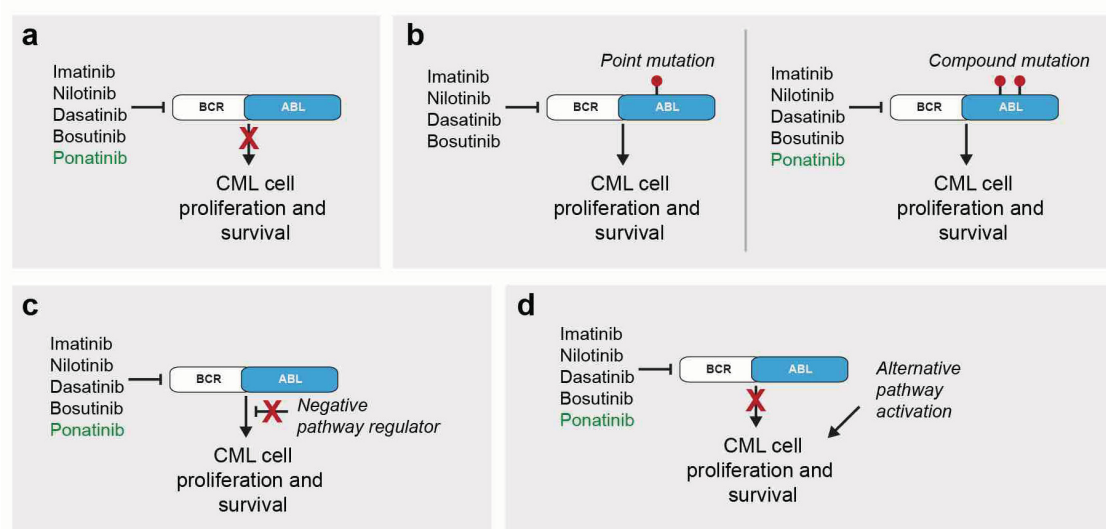 a
Imatinib
Nilotinib
Dasatinib
Bosutinib
Ponatinib
BCR
ABL
X
CML cell
proliferation and
survival
b
Imatinib
Nilotinib
Dasatinib
Bosutinib
Point mutation
BCR
ABL
CML cell
proliferation and
survival
Imatinib
Nilotinib
Dasatinib
Bosutinib
Ponatinib
Compound mutation
BCR
ABL
CML cell
proliferation and
survival
c
Imatinib
Nilotinib
Dasatinib
Bosutinib
Ponatinib
BCR
ABL
X
Negative
pathway regulator
CML cell
proliferation and
survival
d
Imatinib
Nilotinib
Dasatinib
Bosutinib
Ponatinib
BCR
ABL
X
Alternative
pathway
activation
CML cell
proliferation and
survival